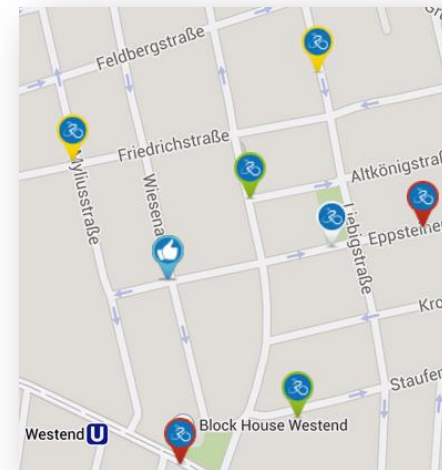 Feldbergstraße
Friedrichstraße
Altkönigstraß
Myliusstraße
Wiesena
Liebigstraße
Eppsteiner
Kro
Staufen
Block House Westend
Westend U